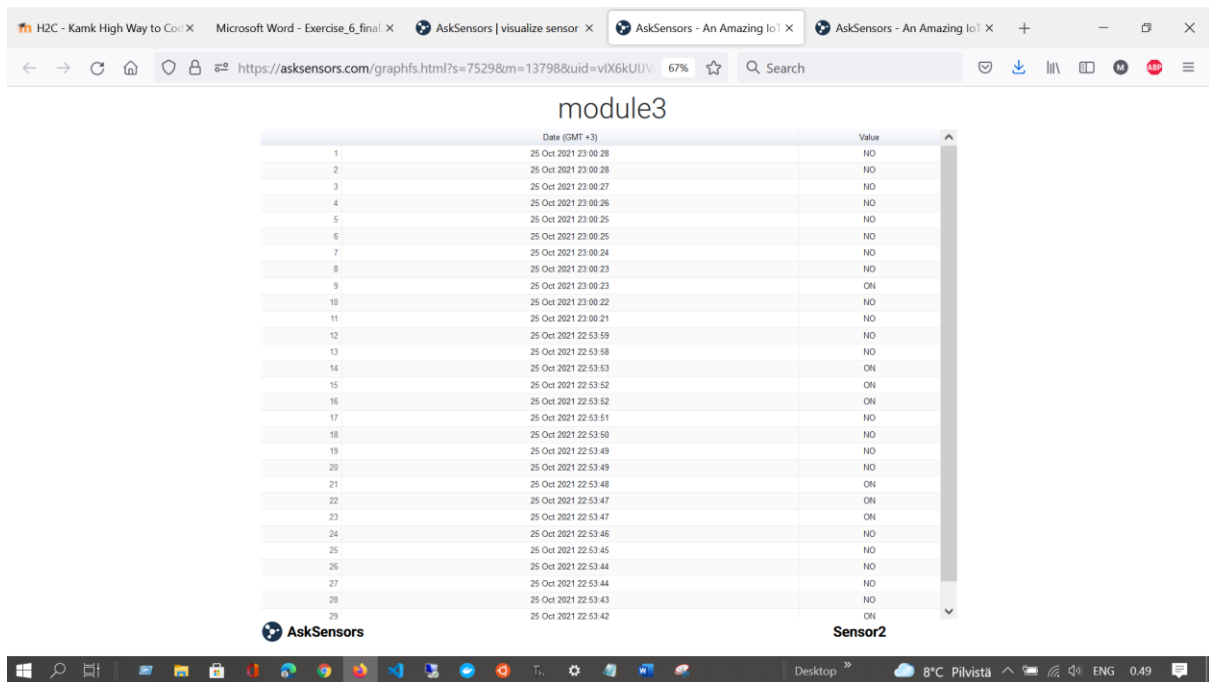 H2C - Kamk High Way to Coc Microsoft Word - Exercise_6_final. AskSensors | visualize sensor AskSensors - An Amazing IoT AskSensors - An Amazing IoT
https://asksensors.com/graphfs.html?s=7529&m=13798&uid= 67% Search M ABP
module3
Date (GMT +3) Value
1 25 Oct 2021 23:00:28 NO
2 25 Oct 2021 23:00:28 NO
3 25 Oct 2021 23:00:27 NO
4 25 Oct 2021 23:00:26 NO
5 25 Oct 2021 23:00:25 NO
6 25 Oct 2021 23:00:25 NO
7 25 Oct 2021 23:00:24 NO
8 25 Oct 2021 23:00:23 NO
9 25 Oct 2021 23:00:23 ON
10 25 Oct 2021 23:00:22 NO
11 25 Oct 2021 23:00:21 NO
12 25 Oct 2021 22:53:59 NO
13 25 Oct 2021 22:53:58 NO
14 25 Oct 2021 22:53:53 ON
15 25 Oct 2021 22:53:52 ON
16 25 Oct 2021 22:53:52 ON
17 25 Oct 2021 22:53:51 NO
18 25 Oct 2021 22:53:50 NO
19 25 Oct 2021 22:53:49 NO
20 25 Oct 2021 22:53:49 NO
21 25 Oct 2021 22:53:48 ON
22 25 Oct 2021 22:53:47 ON
23 25 Oct 2021 22:53:47 ON
24 25 Oct 2021 22:53:46 NO
25 25 Oct 2021 22:53:45 NO
26 25 Oct 2021 22:53:44 NO
27 25 Oct 2021 22:53:44 NO
28 25 Oct 2021 22:53:43 NO
29 25 Oct 2021 22:53:42 ON
AskSensors Sensor2
Desktop 8°C Pilvistä ENG 0.49